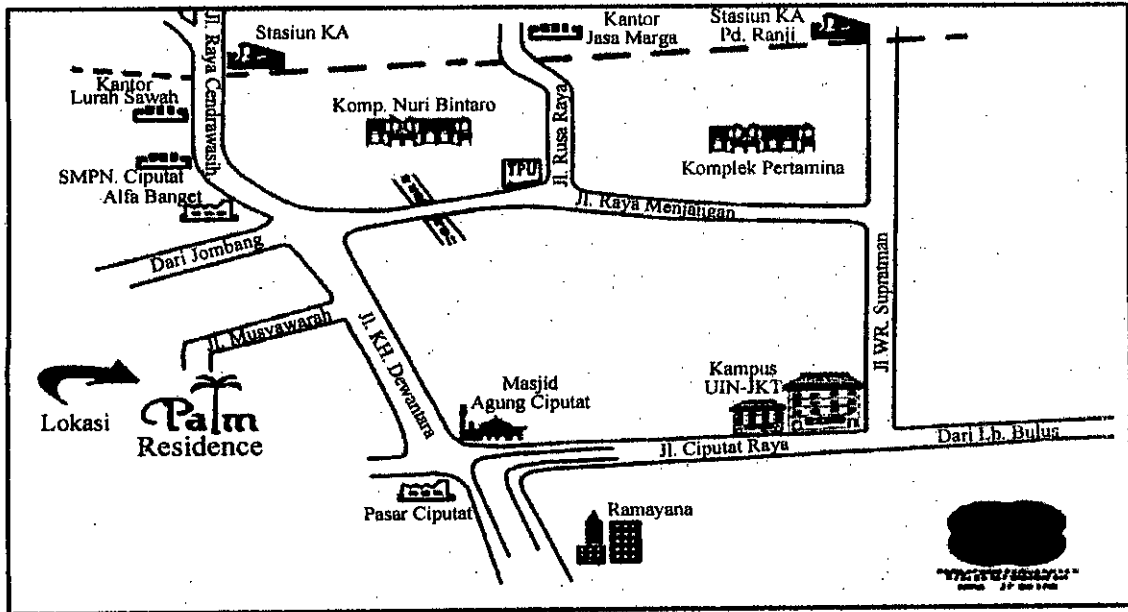 Jl. Raya Cendrawasih
Stasiun KA
Kantor
Jasa Marga
Stasiun KA
Pd. Ranji
Kantor
Lurah Sawah
Komp. Nuri Bintaro
Jl. Rusa Raya
TPU
Komplek Pertamina
SMPN. Ciputat
Alfa Banget
Jl. Raya Menjangan
Dari Jombang
Jl. Musyawarah
Jl. KH. Dewantara
Jl WR. Supratman
Lokasi
Palm
Residence
Masjid
Agung Ciputat
Kampus
UIN-JKT
Jl. Ciputat Raya
Dari Lb. Bulus
Pasar Ciputat
Ramayana